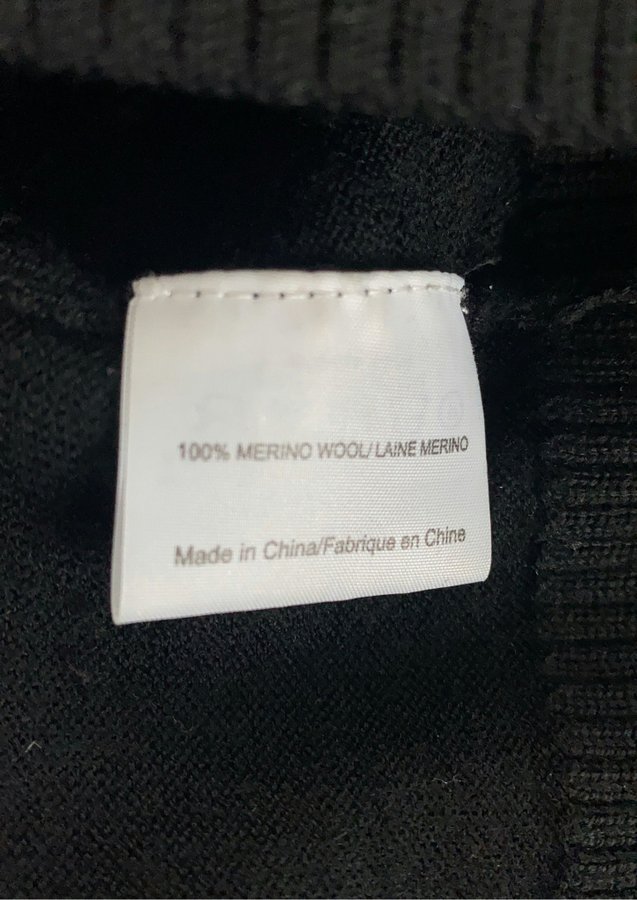 100% MERINO WOOL/LAINE MERINO
Made in China/Fabrique en Chine